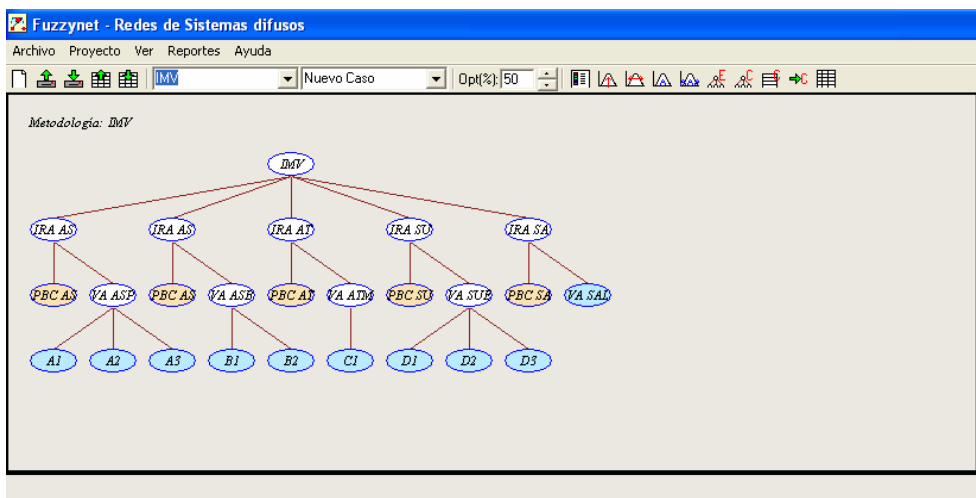 Fuzzynet - Redes de Sistemas difusos
Archivo Proyecto Ver Reportes Ayuda
IMV Nuevo Caso Opt(%): 50 E C f C
Metodología: IMV
IMV
IRA AS IRA AS IRA AT IRA SU IRA SA
PBC AS VA ASP PBC AS VA ASB PBC AT VA ATM PBC SU VA SUB PBC SA VA SAL
A1 A2 A3 B1 B2 C1 D1 D2 D3